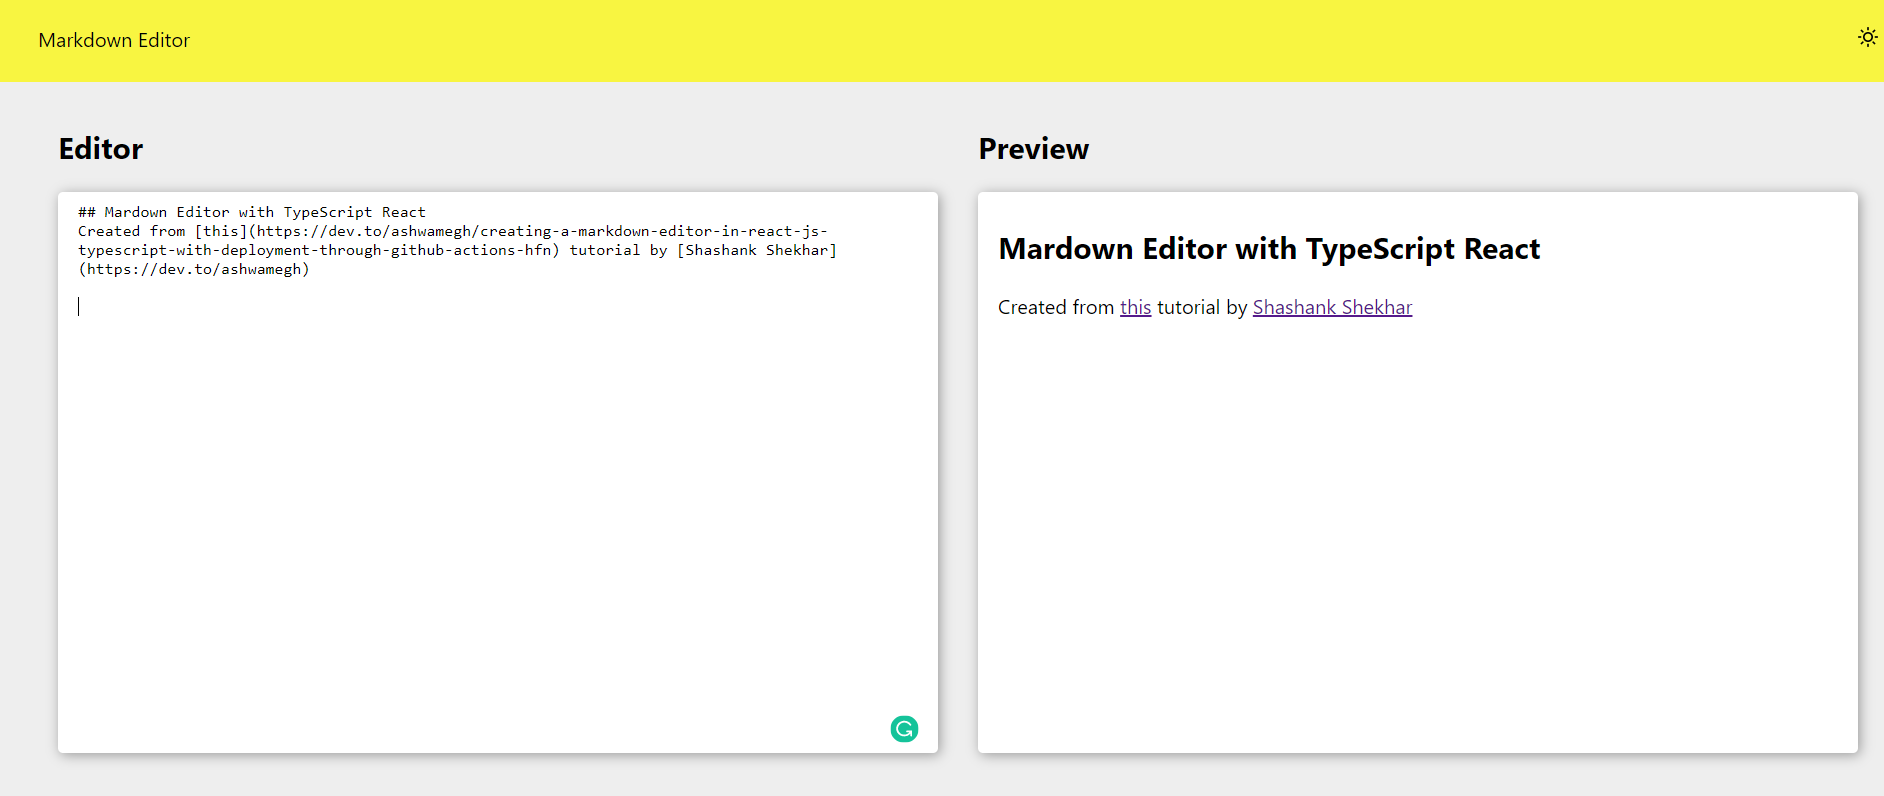 Markdown Editor
Editor
## Mardown Editor with TypeScript React
Created from [this](https://dev.to/ashwamegh/creating-a-markdown-editor-in-react-js-
typescript-with-deployment-through-github-actions-hfn) tutorial by [Shashank Shekhar]
(https://dev.to/ashwamegh)
Preview
Mardown Editor with TypeScript React
Created from this tutorial by Shashank Shekhar